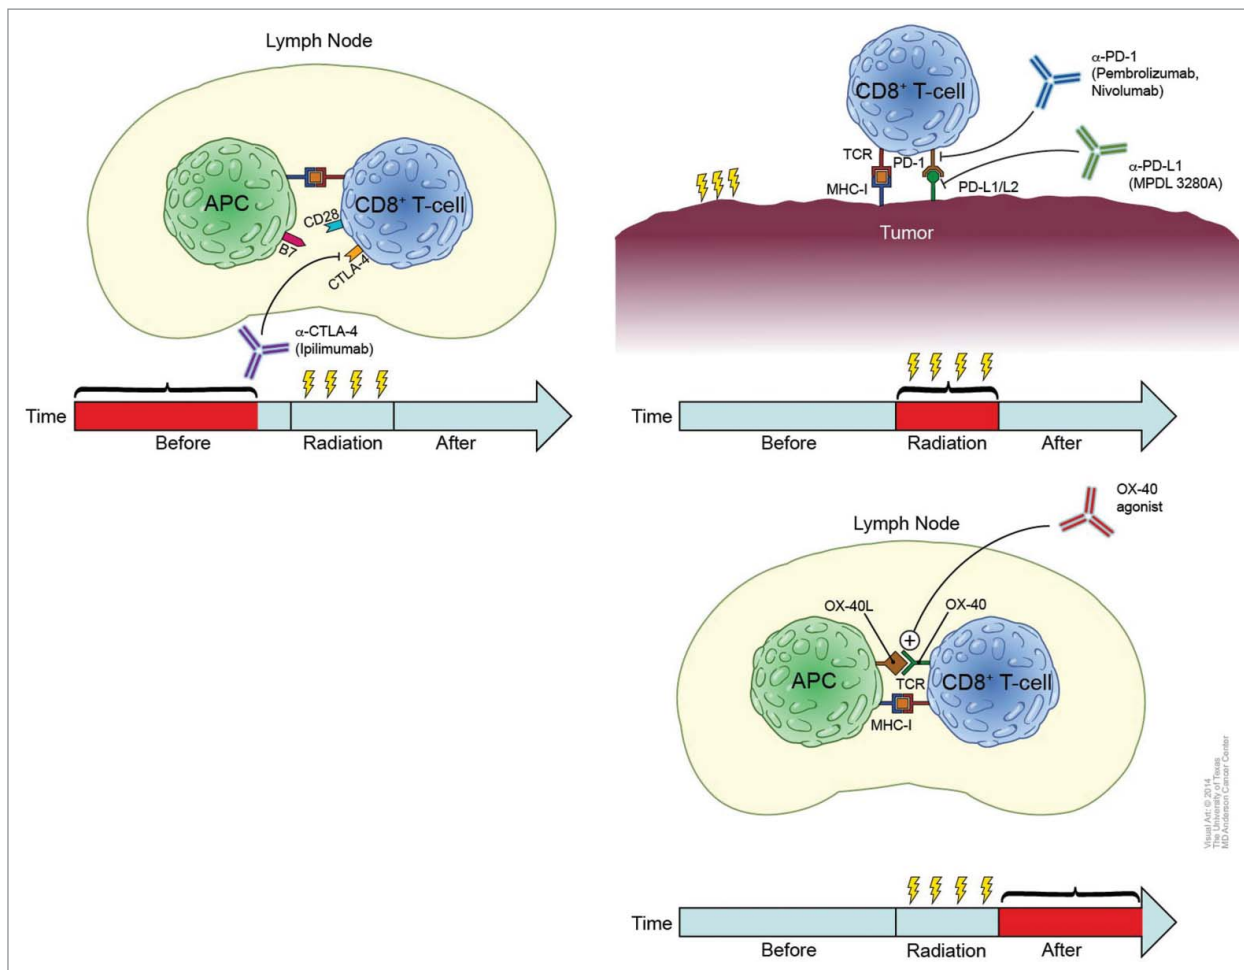 Lymph Node
APC
CD8+ T-cell
CD28
B7
CTLA-4
α-CTLA-4
(Ipilimumab)
Time
Before
Radiation
After
CD8+ T-cell
α-PD-1
(Pembrolizumab,
Nivolumab)
TCR
PD-1
MHC-I
PD-L1/L2
α-PD-L1
(MPDL 3280A)
Tumor
Time
Before
Radiation
After
OX-40
agonist
Lymph Node
OX-40L
OX-40
APC
TCR
CD8+ T-cell
MHC-I
Visual Art: © 2014
The University of Texas
MD Anderson Cancer Center
Time
Before
Radiation
After